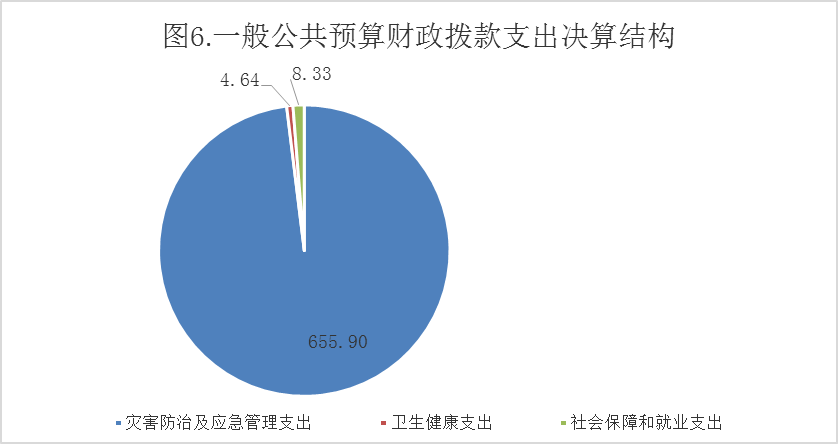 图6.一般公共预算财政拨款支出决算结构
4.64
8.33
655.90
灾害防治及应急管理支出
卫生健康支出
社会保障和就业支出